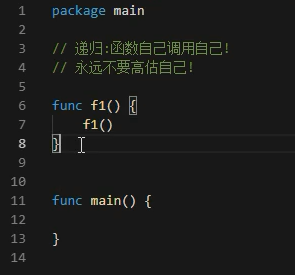 1 package main
2
3 // 递归:函数自己调用自己!
4 // 永远不要高估自己!
5
6 func f1() {
7     f1()
8 }
9
10
11 func main() {
12
13 }
14